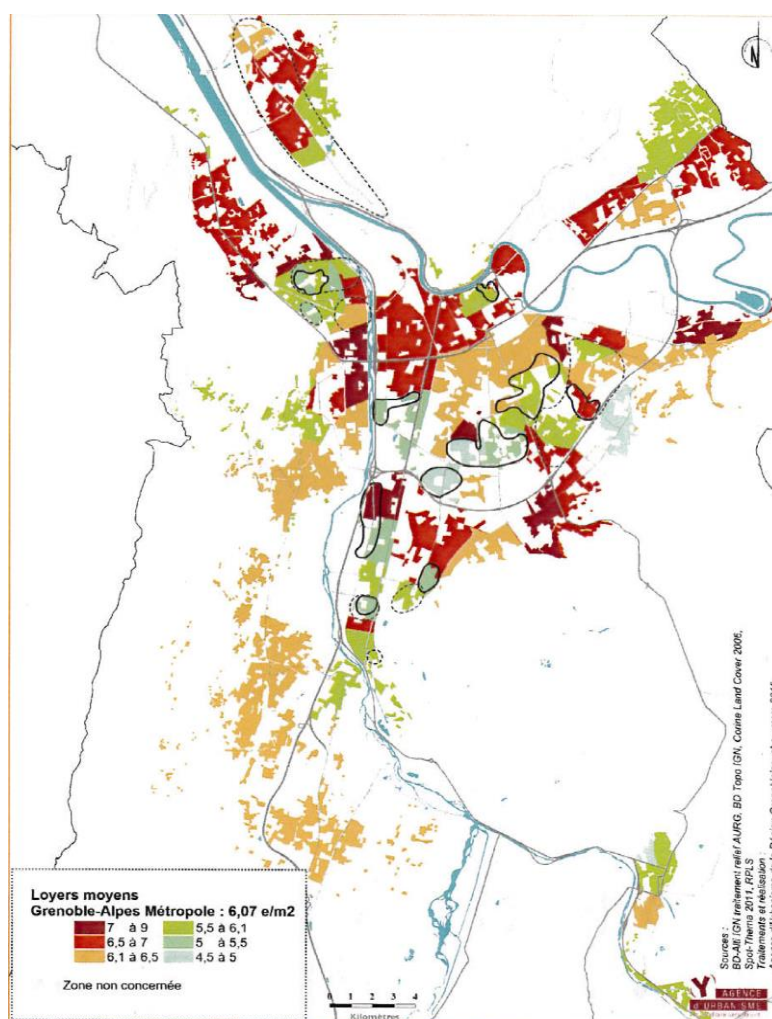 N
Loyers moyens
Grenoble-Alpes Métropole : 6,07 e/m2
7 à 9
6,5 à 7
6,1 à 6,5
5,5 à 6,1
5 à 5,5
4,5 à 5
Zone non concernée
0 1 2 3 4
Kilomètres
Sources :
BD-Alti IGN traitement relief AURG, BD Topo IGN, Corine Land Cover 2006,
Spot-Thema 2011, RPLS
Traitements et réalisation :
AGENCE
D'URBANISME